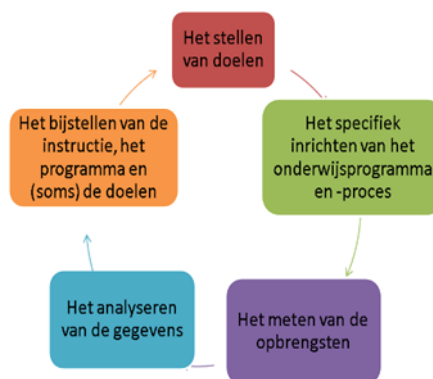 Het stellen
van doelen
Het specifiek
inrichten van het
onderwijsprogramma
en -proces
Het meten van de
opbrengsten
Het analyseren
van de gegevens
Het bijstellen van de
instructie, het
programma en
(soms) de doelen